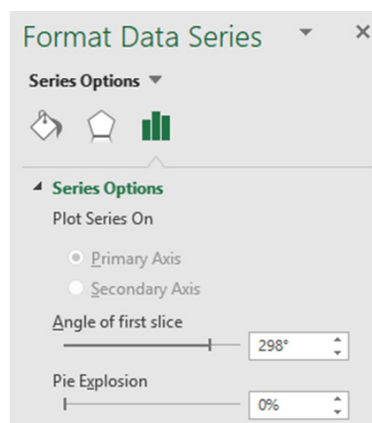 Format Data Series
Series Options
Series Options
Plot Series On
Primary Axis
Secondary Axis
Angle of first slice
298°
Pie Explosion
0%